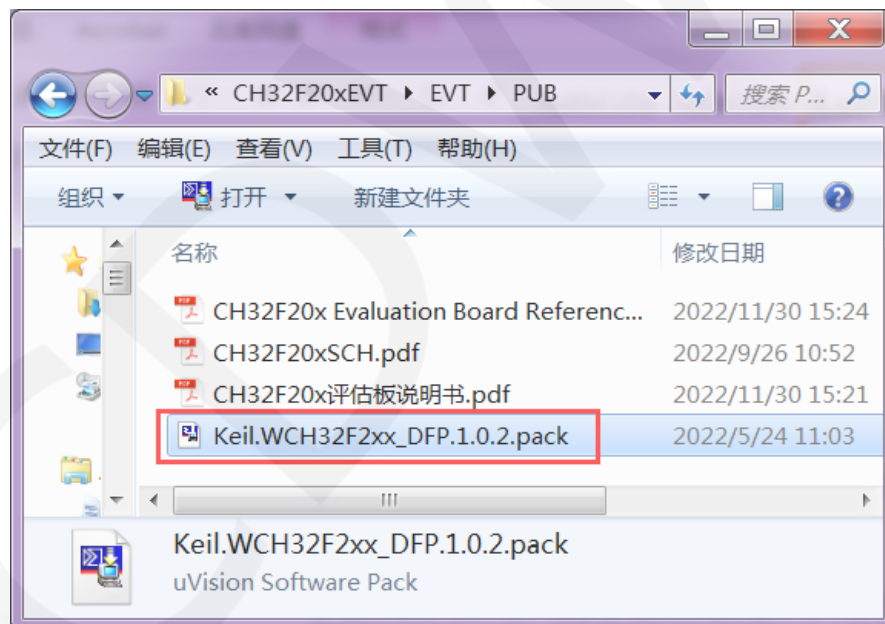 « CH32F20xEVT ▸ EVT ▸ PUB
搜索 P...
文件(F) 编辑(E) 查看(V) 工具(T) 帮助(H)
组织 打开 新建文件夹
名称 修改日期
CH32F20x Evaluation Board Referenc... 2022/11/30 15:24
CH32F20xSCH.pdf 2022/9/26 10:52
CH32F20x评估板说明书.pdf 2022/11/30 15:21
Keil.WCH32F2xx_DFP.1.0.2.pack 2022/5/24 11:03
Keil.WCH32F2xx_DFP.1.0.2.pack
uVision Software Pack